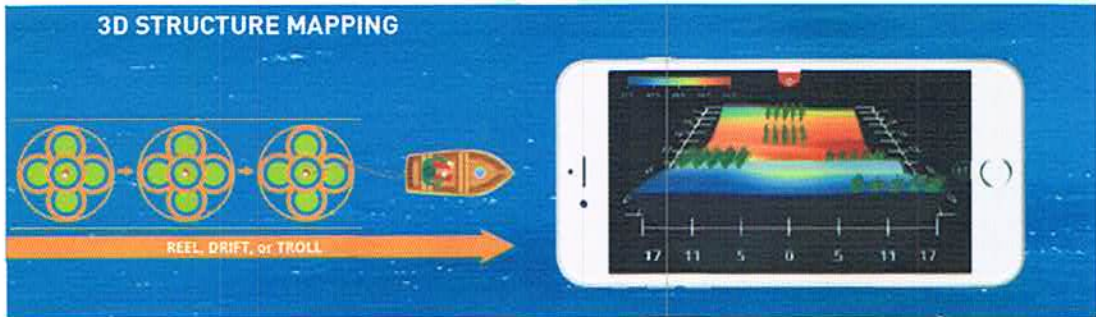 3D STRUCTURE MAPPING
REEL, DRIFT, or TROLL
17 11 5 0 5 11 17